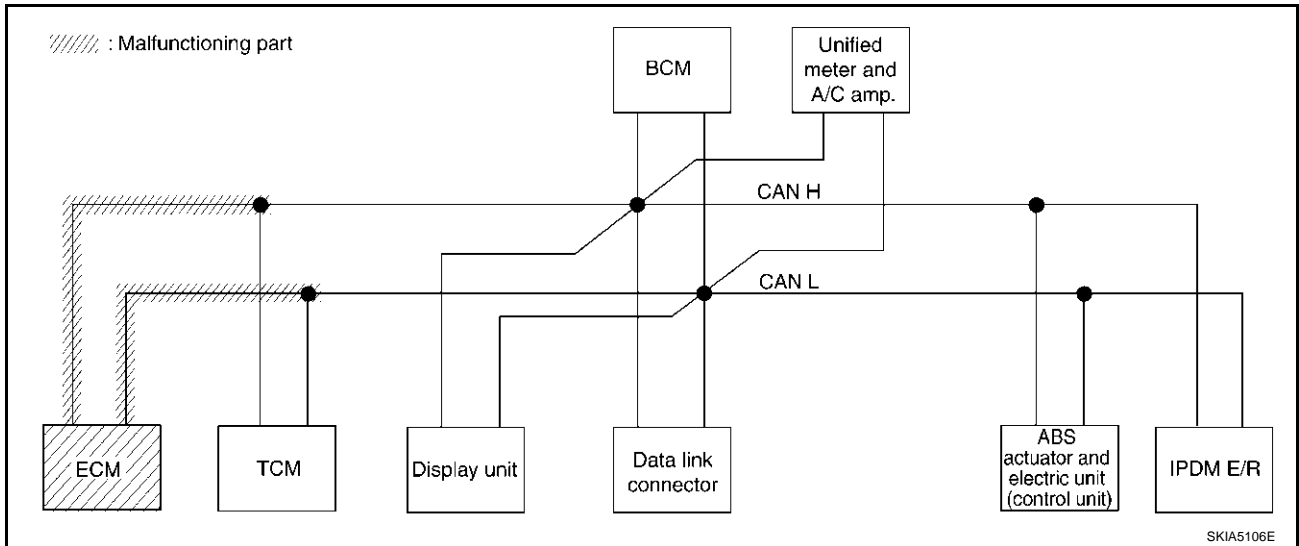 : Malfunctioning part
BCM
Unified
meter and
A/C amp.
CAN H
CAN L
ECM
TCM
Display unit
Data link
connector
ABS
actuator and
electric unit
(control unit)
IPDM E/R
SKIA5106E